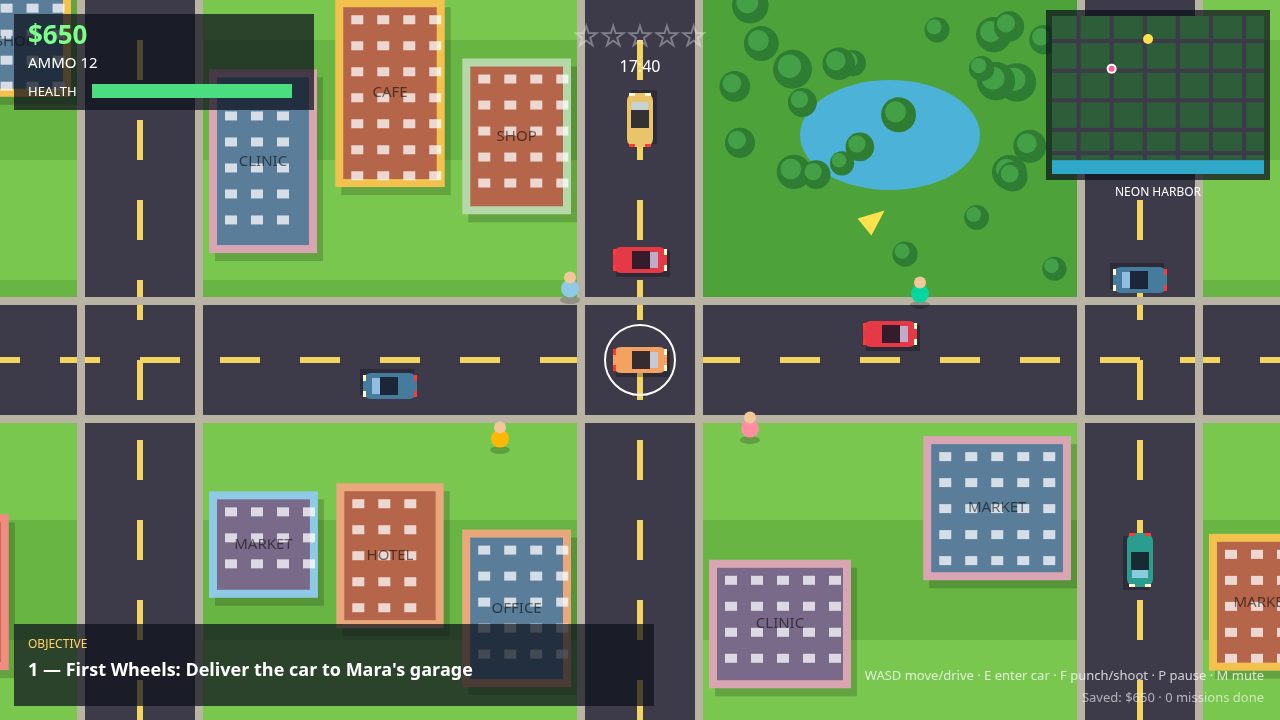 $650
AMMO 12
HEALTH
17:40
NEON HARBOR
SHOP
CLINIC
CAFE
SHOP
MARKET
HOTEL
OFFICE
MARKET
CLINIC
MARKE
OBJECTIVE
1 — First Wheels: Deliver the car to Mara's garage
WASD move/drive · E enter car · F punch/shoot · P pause · M mute
Saved: $650 · 0 missions done